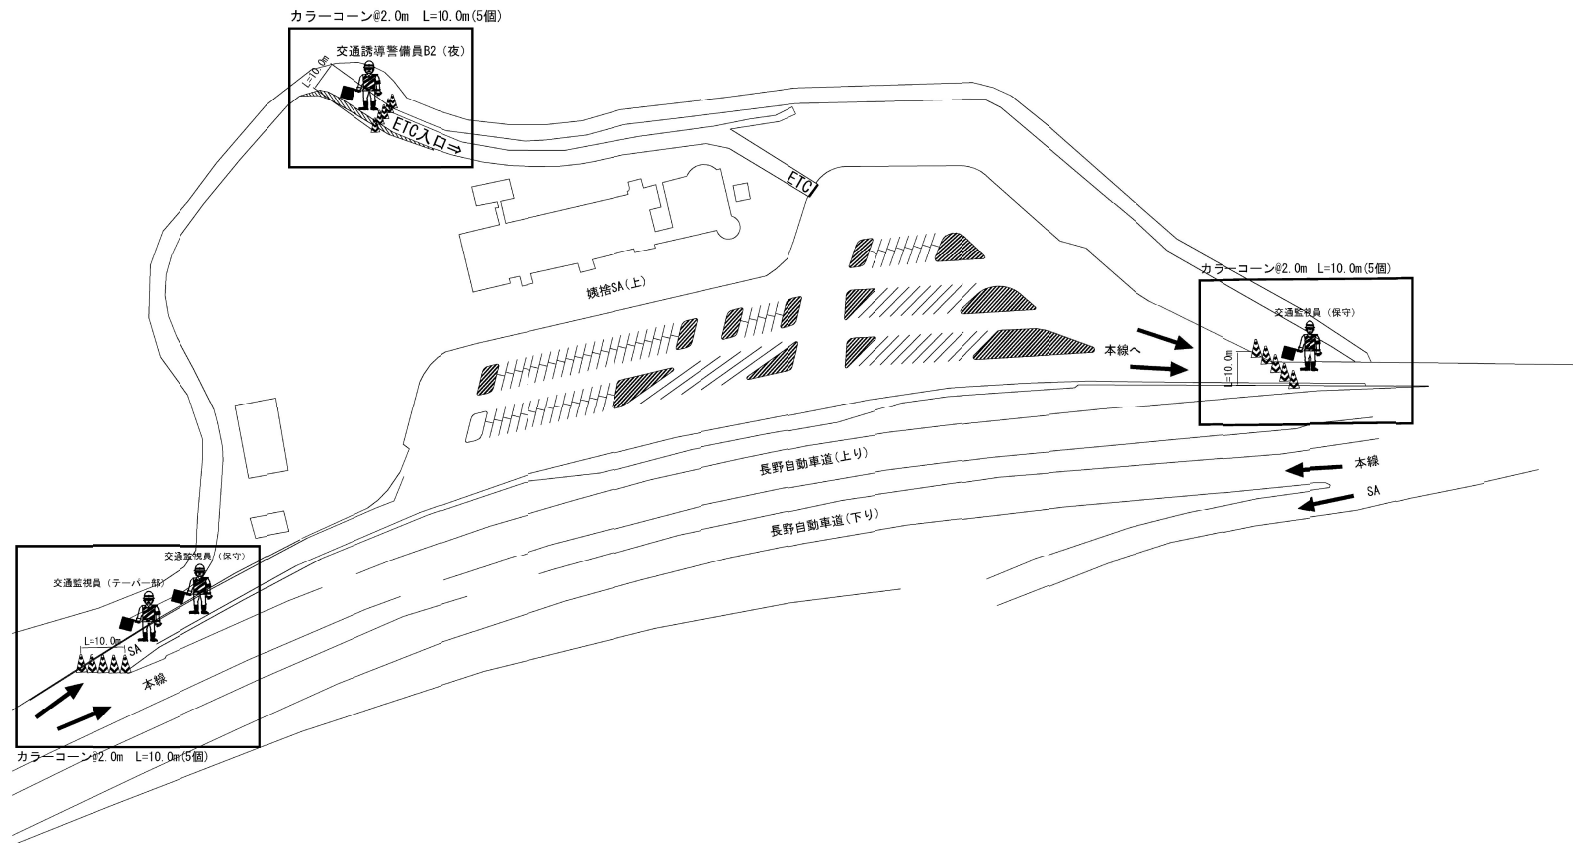 カラーコーン@2.0m L=10.0m(5個)
交通誘導警備員B2（夜）
L=10.0m
ETC入口⇒
ETC
姨捨SA(上)
カラーコーン@2.0m L=10.0m(5個)
交通監視員（保守）
本線へ
L=10.0m
長野自動車道(上り)
本線
SA
長野自動車道(下り)
交通監視員（保守）
交通監視員（テーパー部）
L=10.0m
SA
本線
カラーコーン@2.0m L=10.0m(5個)